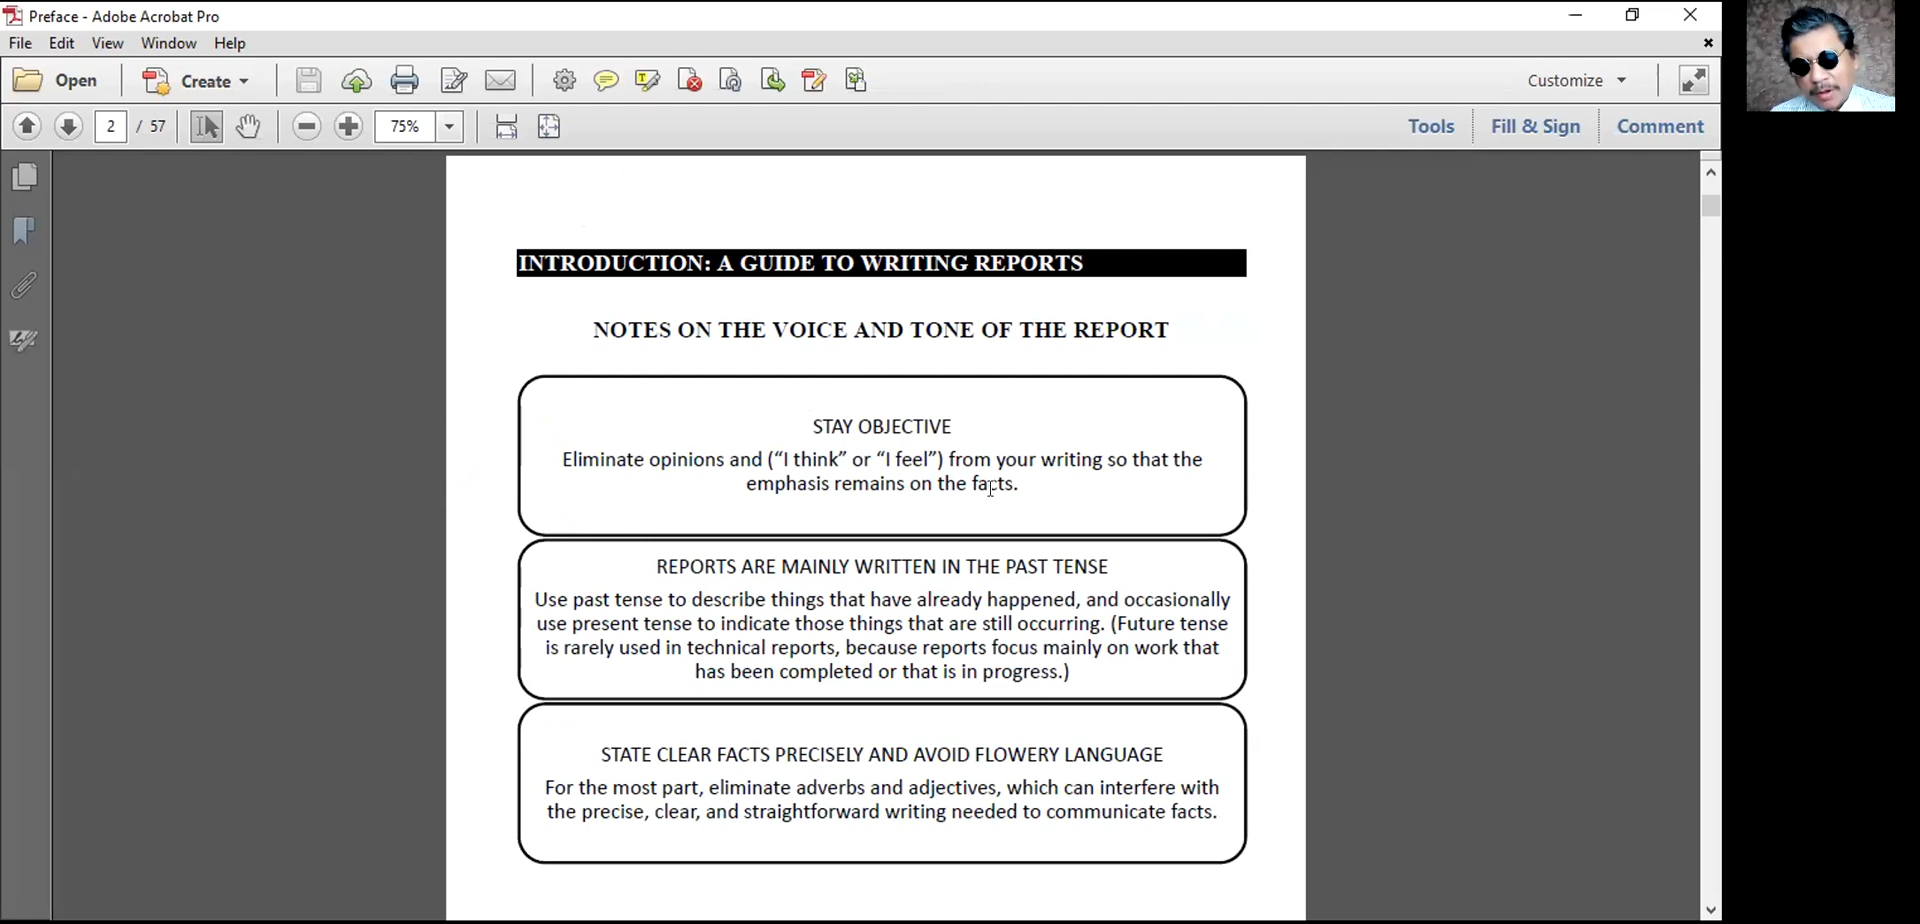 Preface - Adobe Acrobat Pro
File Edit View Window Help
Open Create Customize
2 / 57 75% Tools Fill & Sign Comment
INTRODUCTION: A GUIDE TO WRITING REPORTS
NOTES ON THE VOICE AND TONE OF THE REPORT
STAY OBJECTIVE
Eliminate opinions and (“I think” or “I feel”) from your writing so that the
emphasis remains on the facts.
REPORTS ARE MAINLY WRITTEN IN THE PAST TENSE
Use past tense to describe things that have already happened, and occasionally
use present tense to indicate those things that are still occurring. (Future tense
is rarely used in technical reports, because reports focus mainly on work that
has been completed or that is in progress.)
STATE CLEAR FACTS PRECISELY AND AVOID FLOWERY LANGUAGE
For the most part, eliminate adverbs and adjectives, which can interfere with
the precise, clear, and straightforward writing needed to communicate facts.